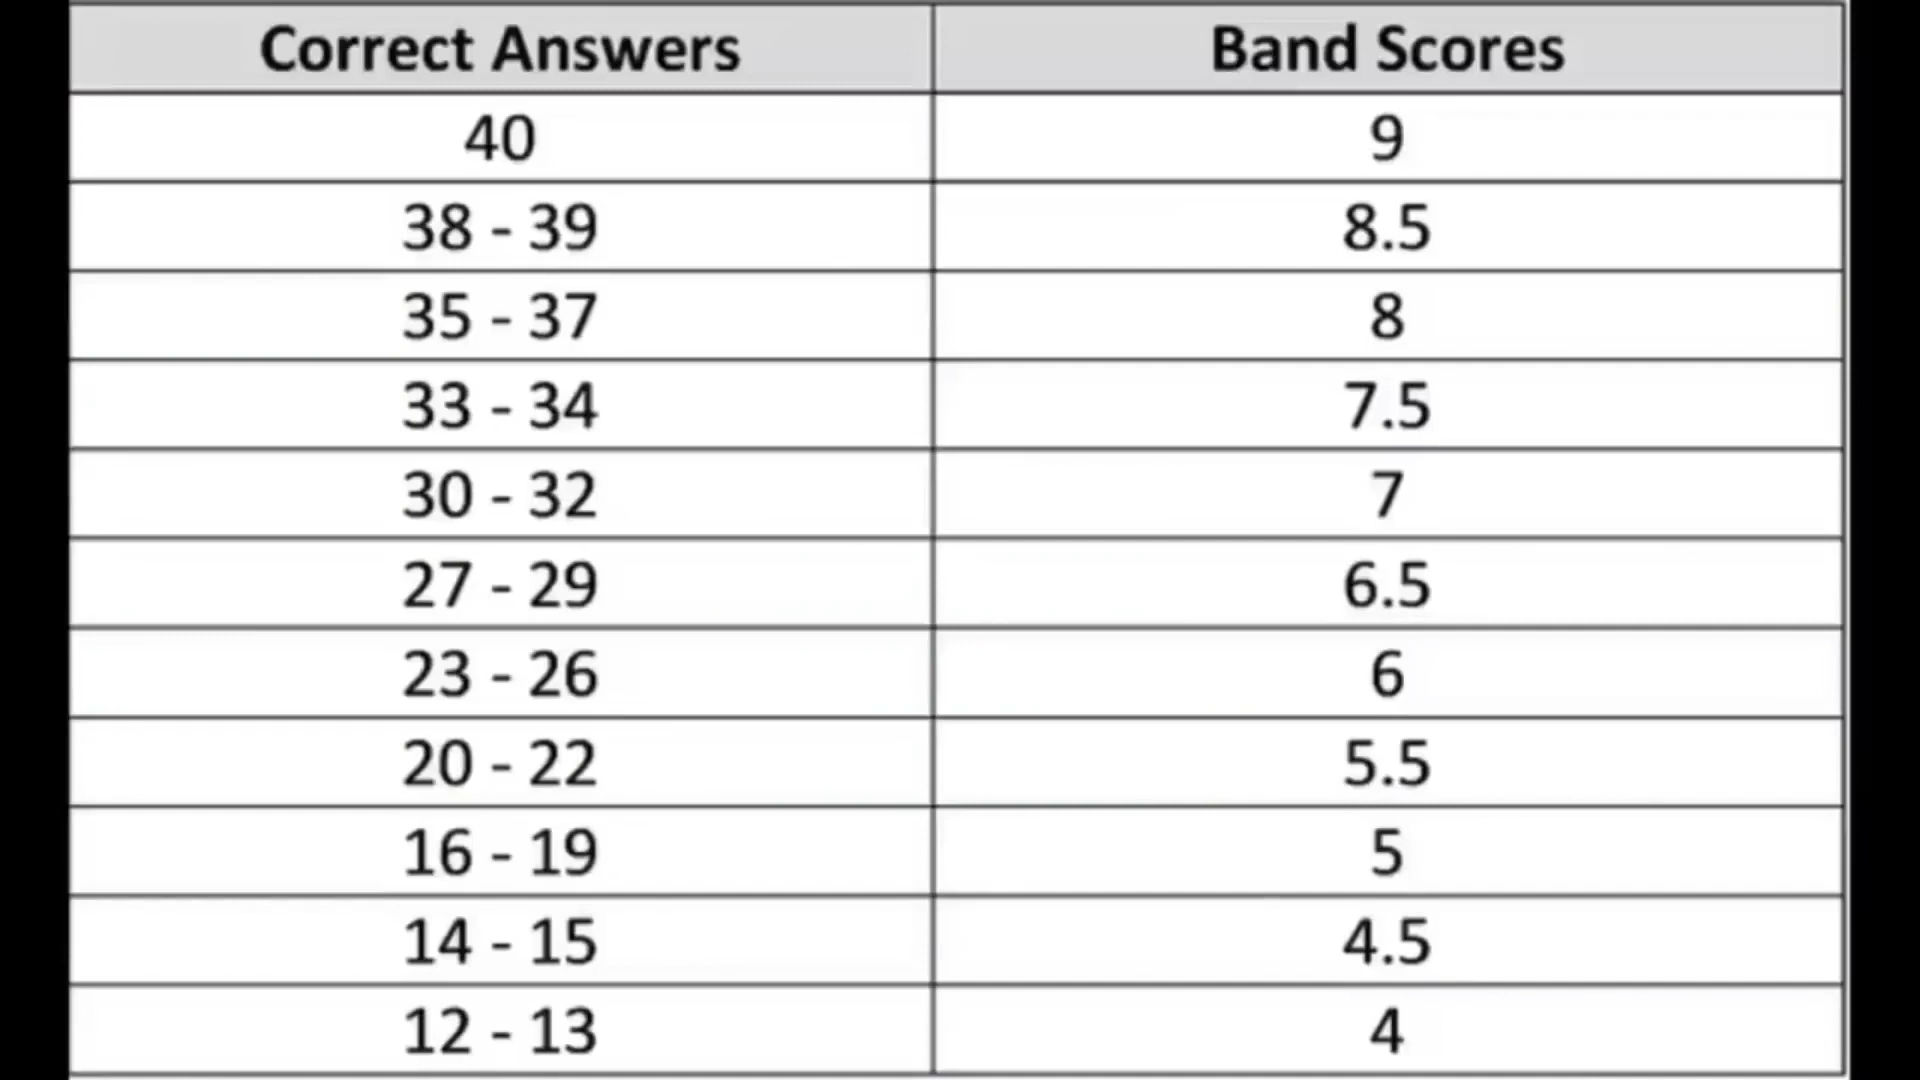 Correct Answers Band Scores
40 9
38 - 39 8.5
35 - 37 8
33 - 34 7.5
30 - 32 7
27 - 29 6.5
23 - 26 6
20 - 22 5.5
16 - 19 5
14 - 15 4.5
12 - 13 4